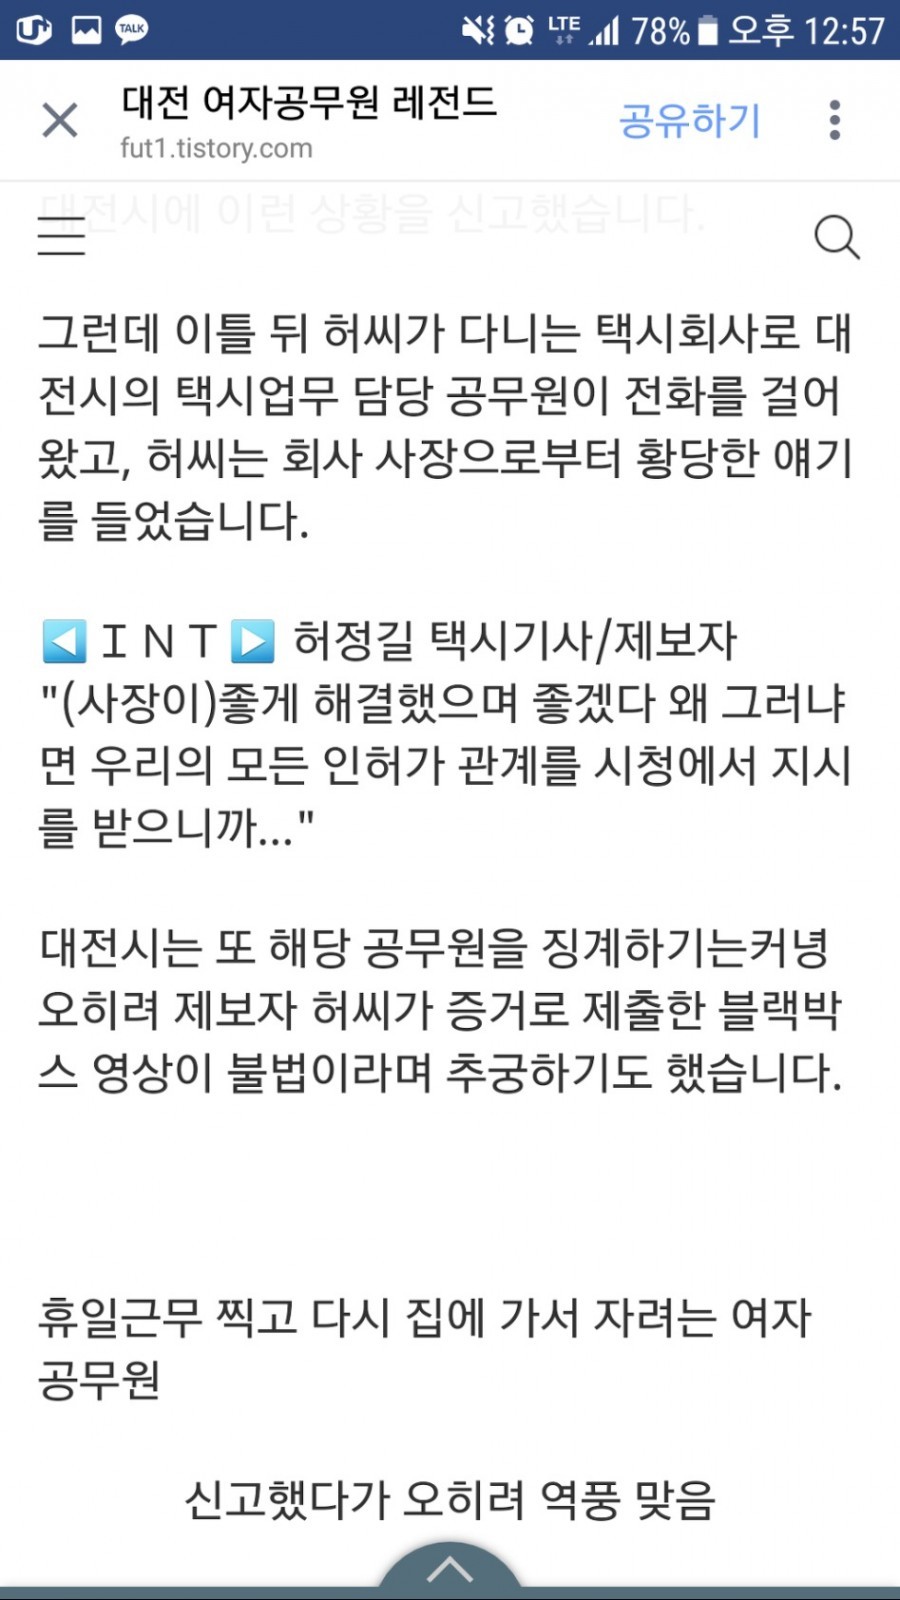 TALK LTE 78% 오후 12:57
대전 여자공무원 레전드
fut1.tistory.com
공유하기
대전시에 이런 상황을 신고했습니다.
그런데 이틀 뒤 허씨가 다니는 택시회사로 대
전시의 택시업무 담당 공무원이 전화를 걸어
왔고, 허씨는 회사 사장으로부터 황당한 얘기
를 들었습니다.
◀ＩＮＴ▶ 허정길 택시기사/제보자
"(사장이)좋게 해결했으며 좋겠다 왜 그러냐
면 우리의 모든 인허가 관계를 시청에서 지시
를 받으니까..."
대전시는 또 해당 공무원을 징계하기는커녕
오히려 제보자 허씨가 증거로 제출한 블랙박
스 영상이 불법이라며 추궁하기도 했습니다.
휴일근무 찍고 다시 집에 가서 자려는 여자
공무원
신고했다가 오히려 역풍 맞음